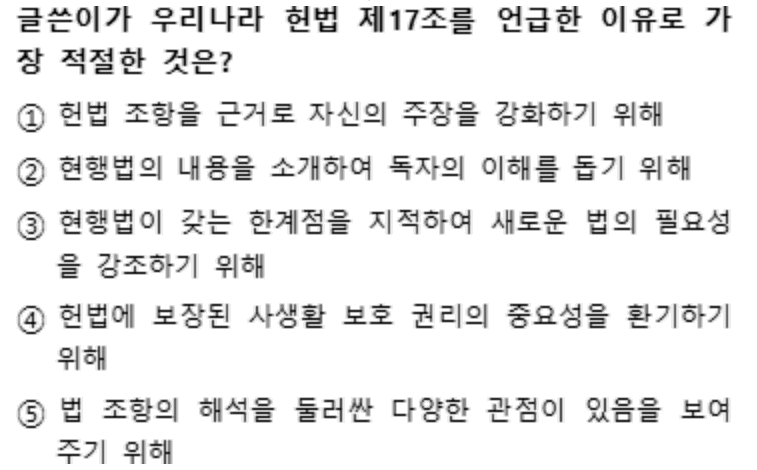 글쓴이가 우리나라 헌법 제17조를 언급한 이유로 가
장 적절한 것은?
① 헌법 조항을 근거로 자신의 주장을 강화하기 위해
② 현행법의 내용을 소개하여 독자의 이해를 돕기 위해
③ 현행법이 갖는 한계점을 지적하여 새로운 법의 필요성
을 강조하기 위해
④ 헌법에 보장된 사생활 보호 권리의 중요성을 환기하기
위해
⑤ 법 조항의 해석을 둘러싼 다양한 관점이 있음을 보여
주기 위해